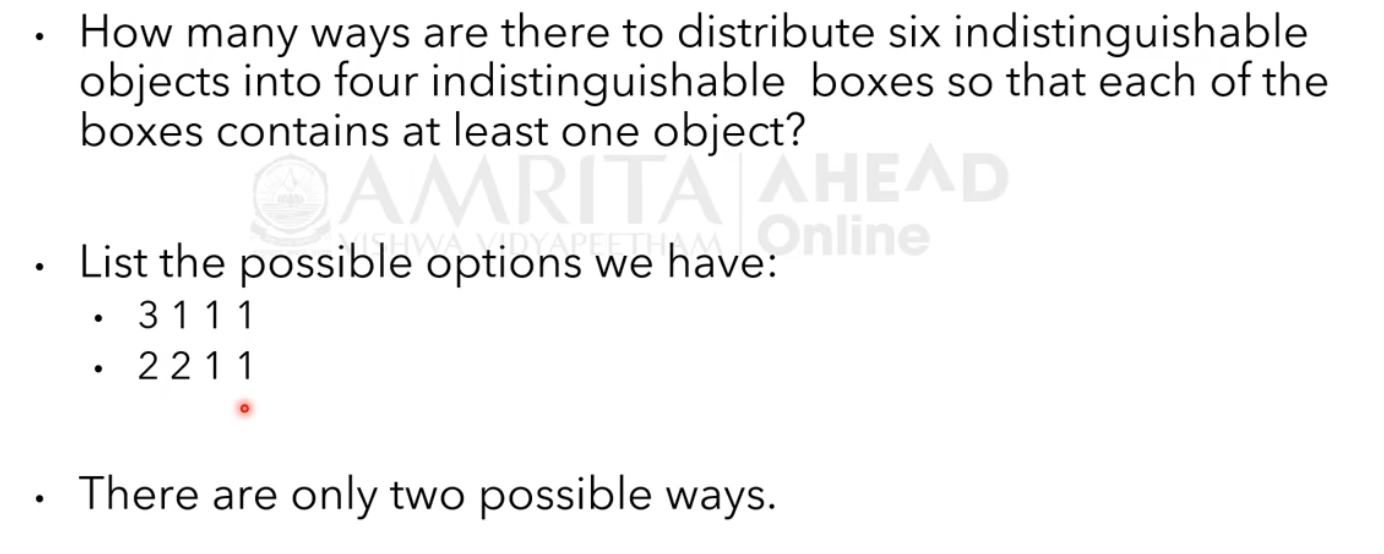 • How many ways are there to distribute six indistinguishable
objects into four indistinguishable boxes so that each of the
boxes contains at least one object?
AMRITA AHEAD
VISHWA VIDYAPEETHAM Online
• List the possible options we have:
• 3 1 1 1
• 2 2 1 1
• There are only two possible ways.